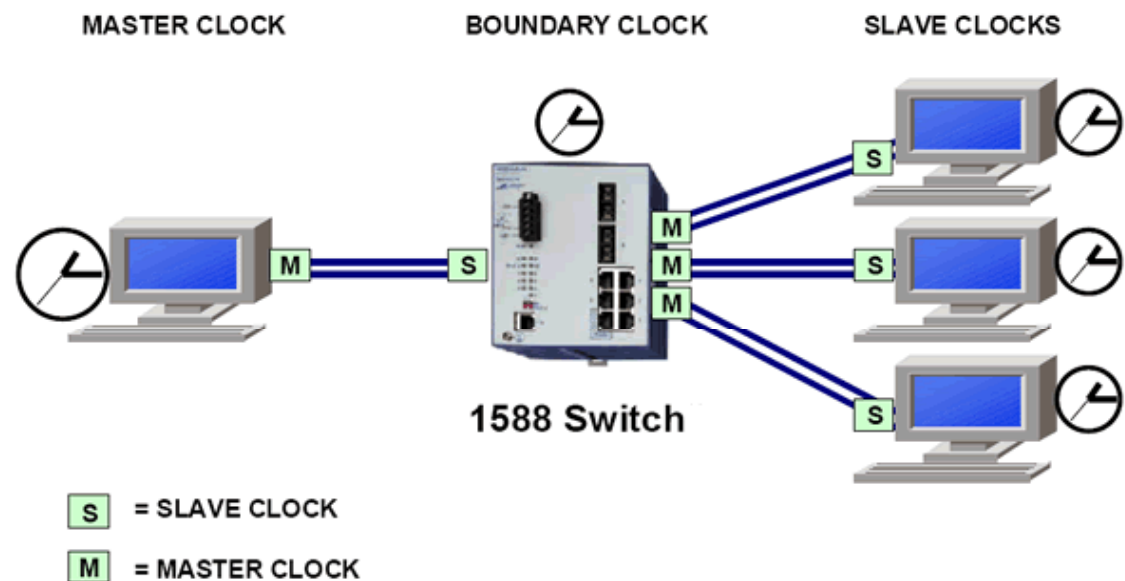 MASTER CLOCK
BOUNDARY CLOCK
SLAVE CLOCKS
S
M
S
M
M
S
M
S
1588 Switch
S = SLAVE CLOCK
M = MASTER CLOCK